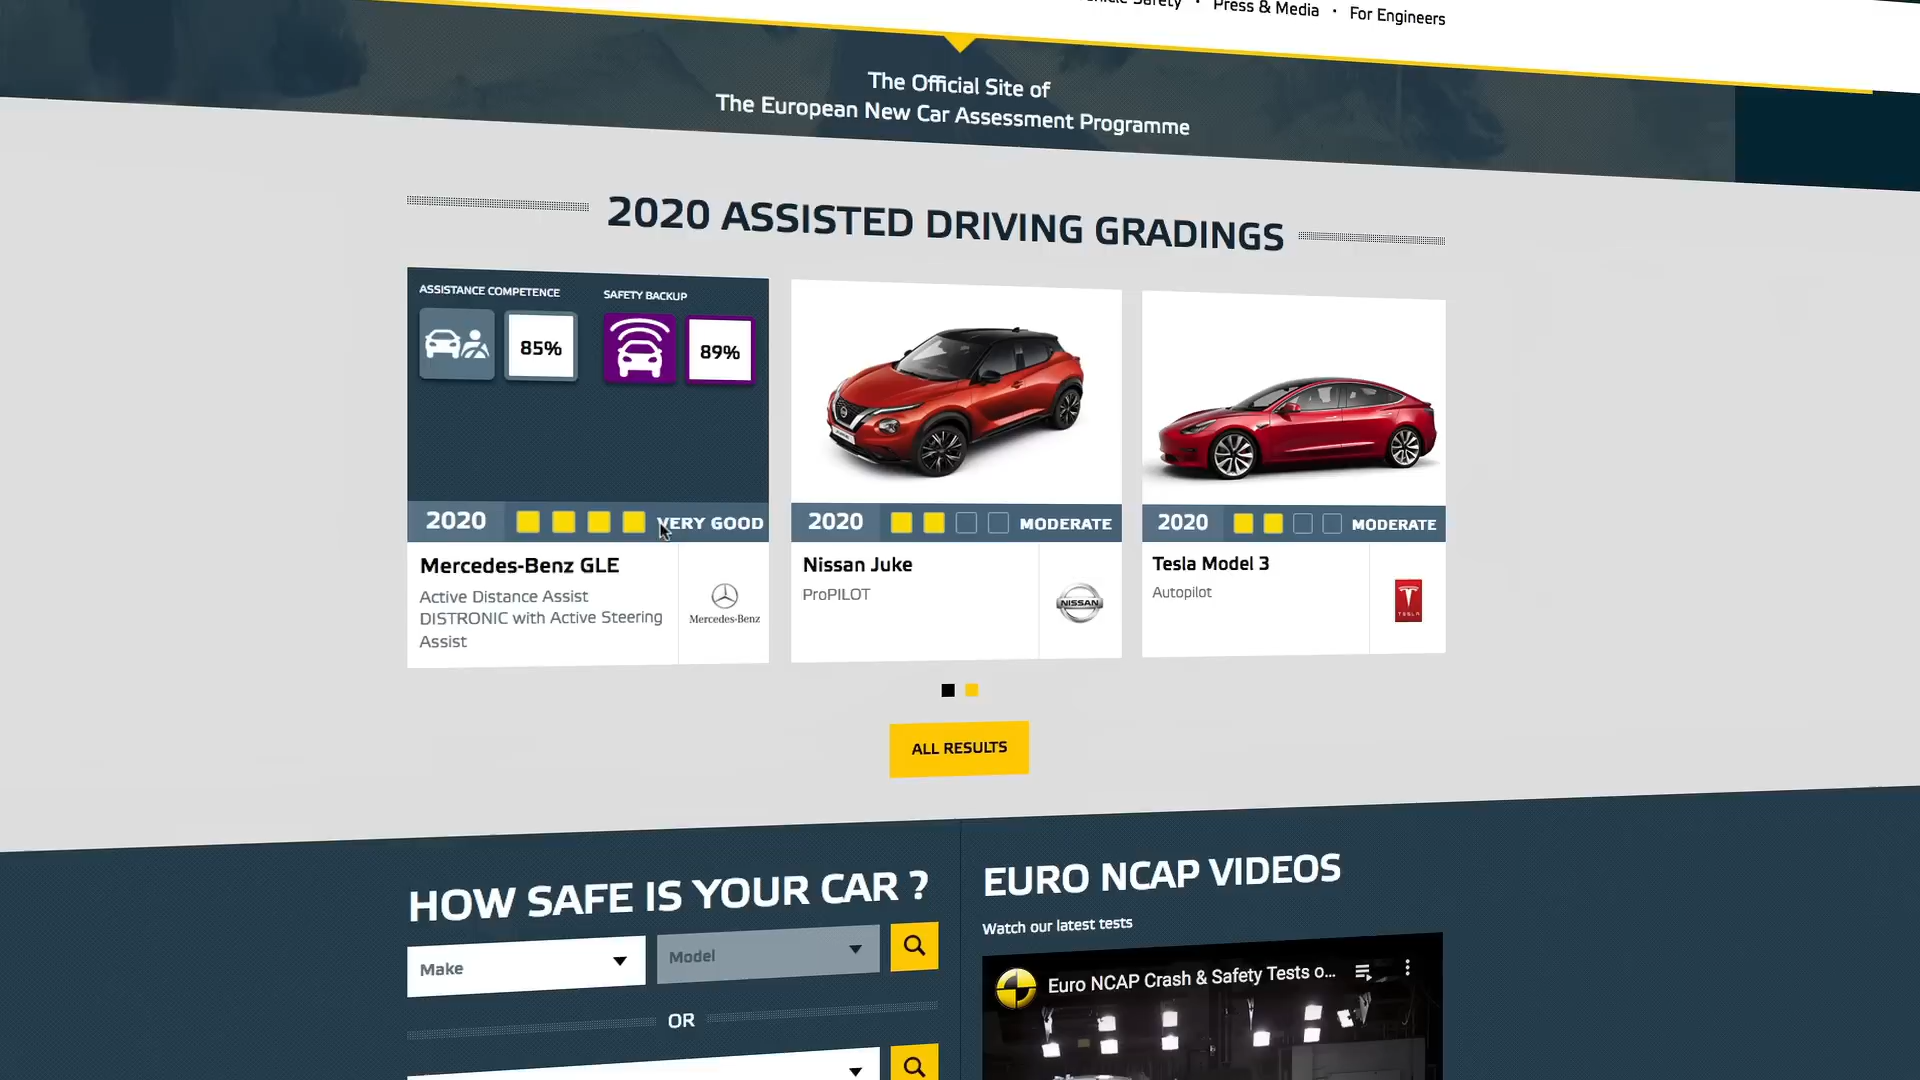 Safety · Press & Media · For Engineers
The Official Site of
The European New Car Assessment Programme
2020 ASSISTED DRIVING GRADINGS
ASSISTANCE COMPETENCE
SAFETY BACKUP
85%
89%
2020 VERY GOOD
Mercedes-Benz GLE
Active Distance Assist
DISTRONIC with Active Steering
Assist
Mercedes-Benz
2020 MODERATE
Nissan Juke
ProPILOT
NISSAN
2020 MODERATE
Tesla Model 3
Autopilot
TESLA
ALL RESULTS
HOW SAFE IS YOUR CAR ?
Make
Model
OR
EURO NCAP VIDEOS
Watch our latest tests
Euro NCAP Crash & Safety Tests o...